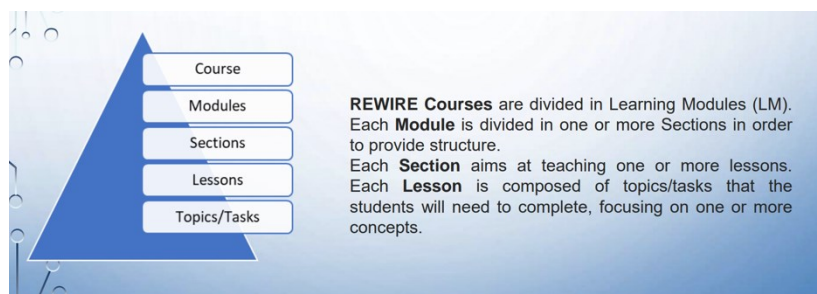 Course
Modules
Sections
Lessons
Topics/Tasks
REWIRE Courses are divided in Learning Modules (LM).
Each Module is divided in one or more Sections in order
to provide structure.
Each Section aims at teaching one or more lessons.
Each Lesson is composed of topics/tasks that the
students will need to complete, focusing on one or more
concepts.